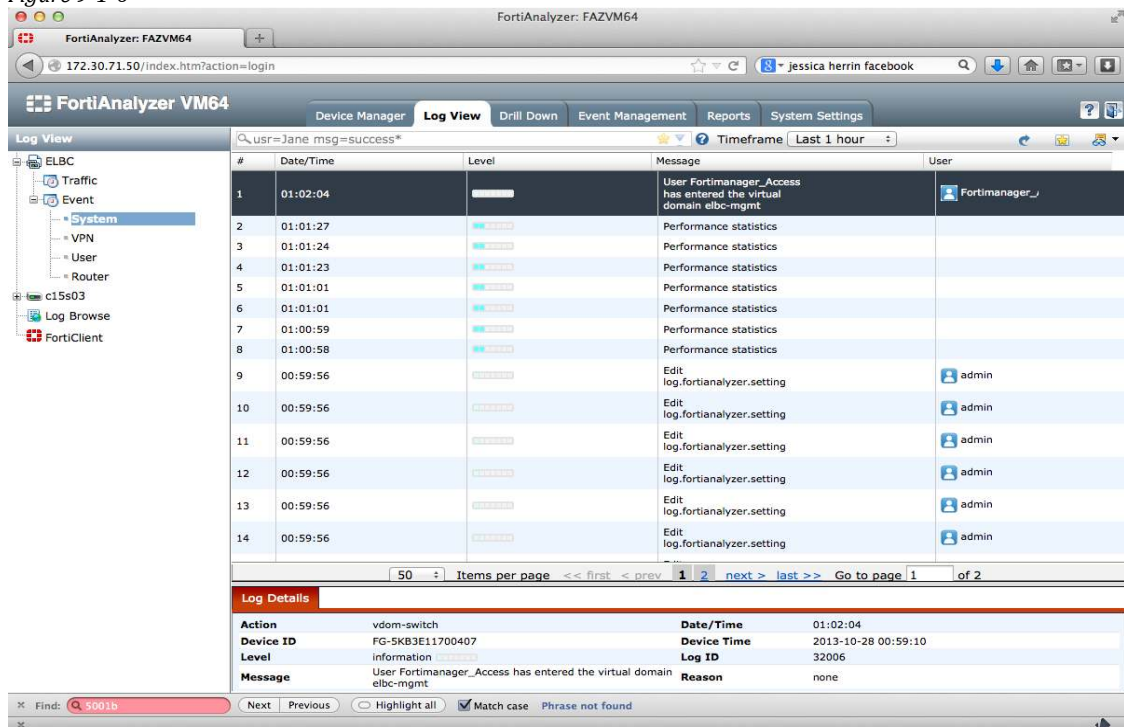 FortiAnalyzer: FAZVM64
FortiAnalyzer: FAZVM64
172.30.71.50/index.htm?action=login
jessica herrin facebook
FortiAnalyzer VM64
Device Manager Log View Drill Down Event Management Reports System Settings
Log View
usr=Jane msg=success*
Timeframe Last 1 hour
ELBC
Traffic
Event
System
VPN
User
Router
c15s03
Log Browse
FortiClient
# Date/Time Level Message User
1 01:02:04 User Fortimanager_Access has entered the virtual domain elbc-mgmt Fortimanager_
2 01:01:27 Performance statistics
3 01:01:24 Performance statistics
4 01:01:23 Performance statistics
5 01:01:01 Performance statistics
6 01:01:01 Performance statistics
7 01:00:59 Performance statistics
8 01:00:58 Performance statistics
9 00:59:56 Edit log.fortianalyzer.setting admin
10 00:59:56 Edit log.fortianalyzer.setting admin
11 00:59:56 Edit log.fortianalyzer.setting admin
12 00:59:56 Edit log.fortianalyzer.setting admin
13 00:59:56 Edit log.fortianalyzer.setting admin
14 00:59:56 Edit log.fortianalyzer.setting admin
50 Items per page << first < prev 1 2 next > last >> Go to page 1 of 2
Log Details
Action vdom-switch Date/Time 01:02:04
Device ID FG-5KB3E11700407 Device Time 2013-10-28 00:59:10
Level information Log ID 32006
Message User Fortimanager_Access has entered the virtual domain elbc-mgmt Reason none
× Find: 5001b Next Previous Highlight all Match case Phrase not found